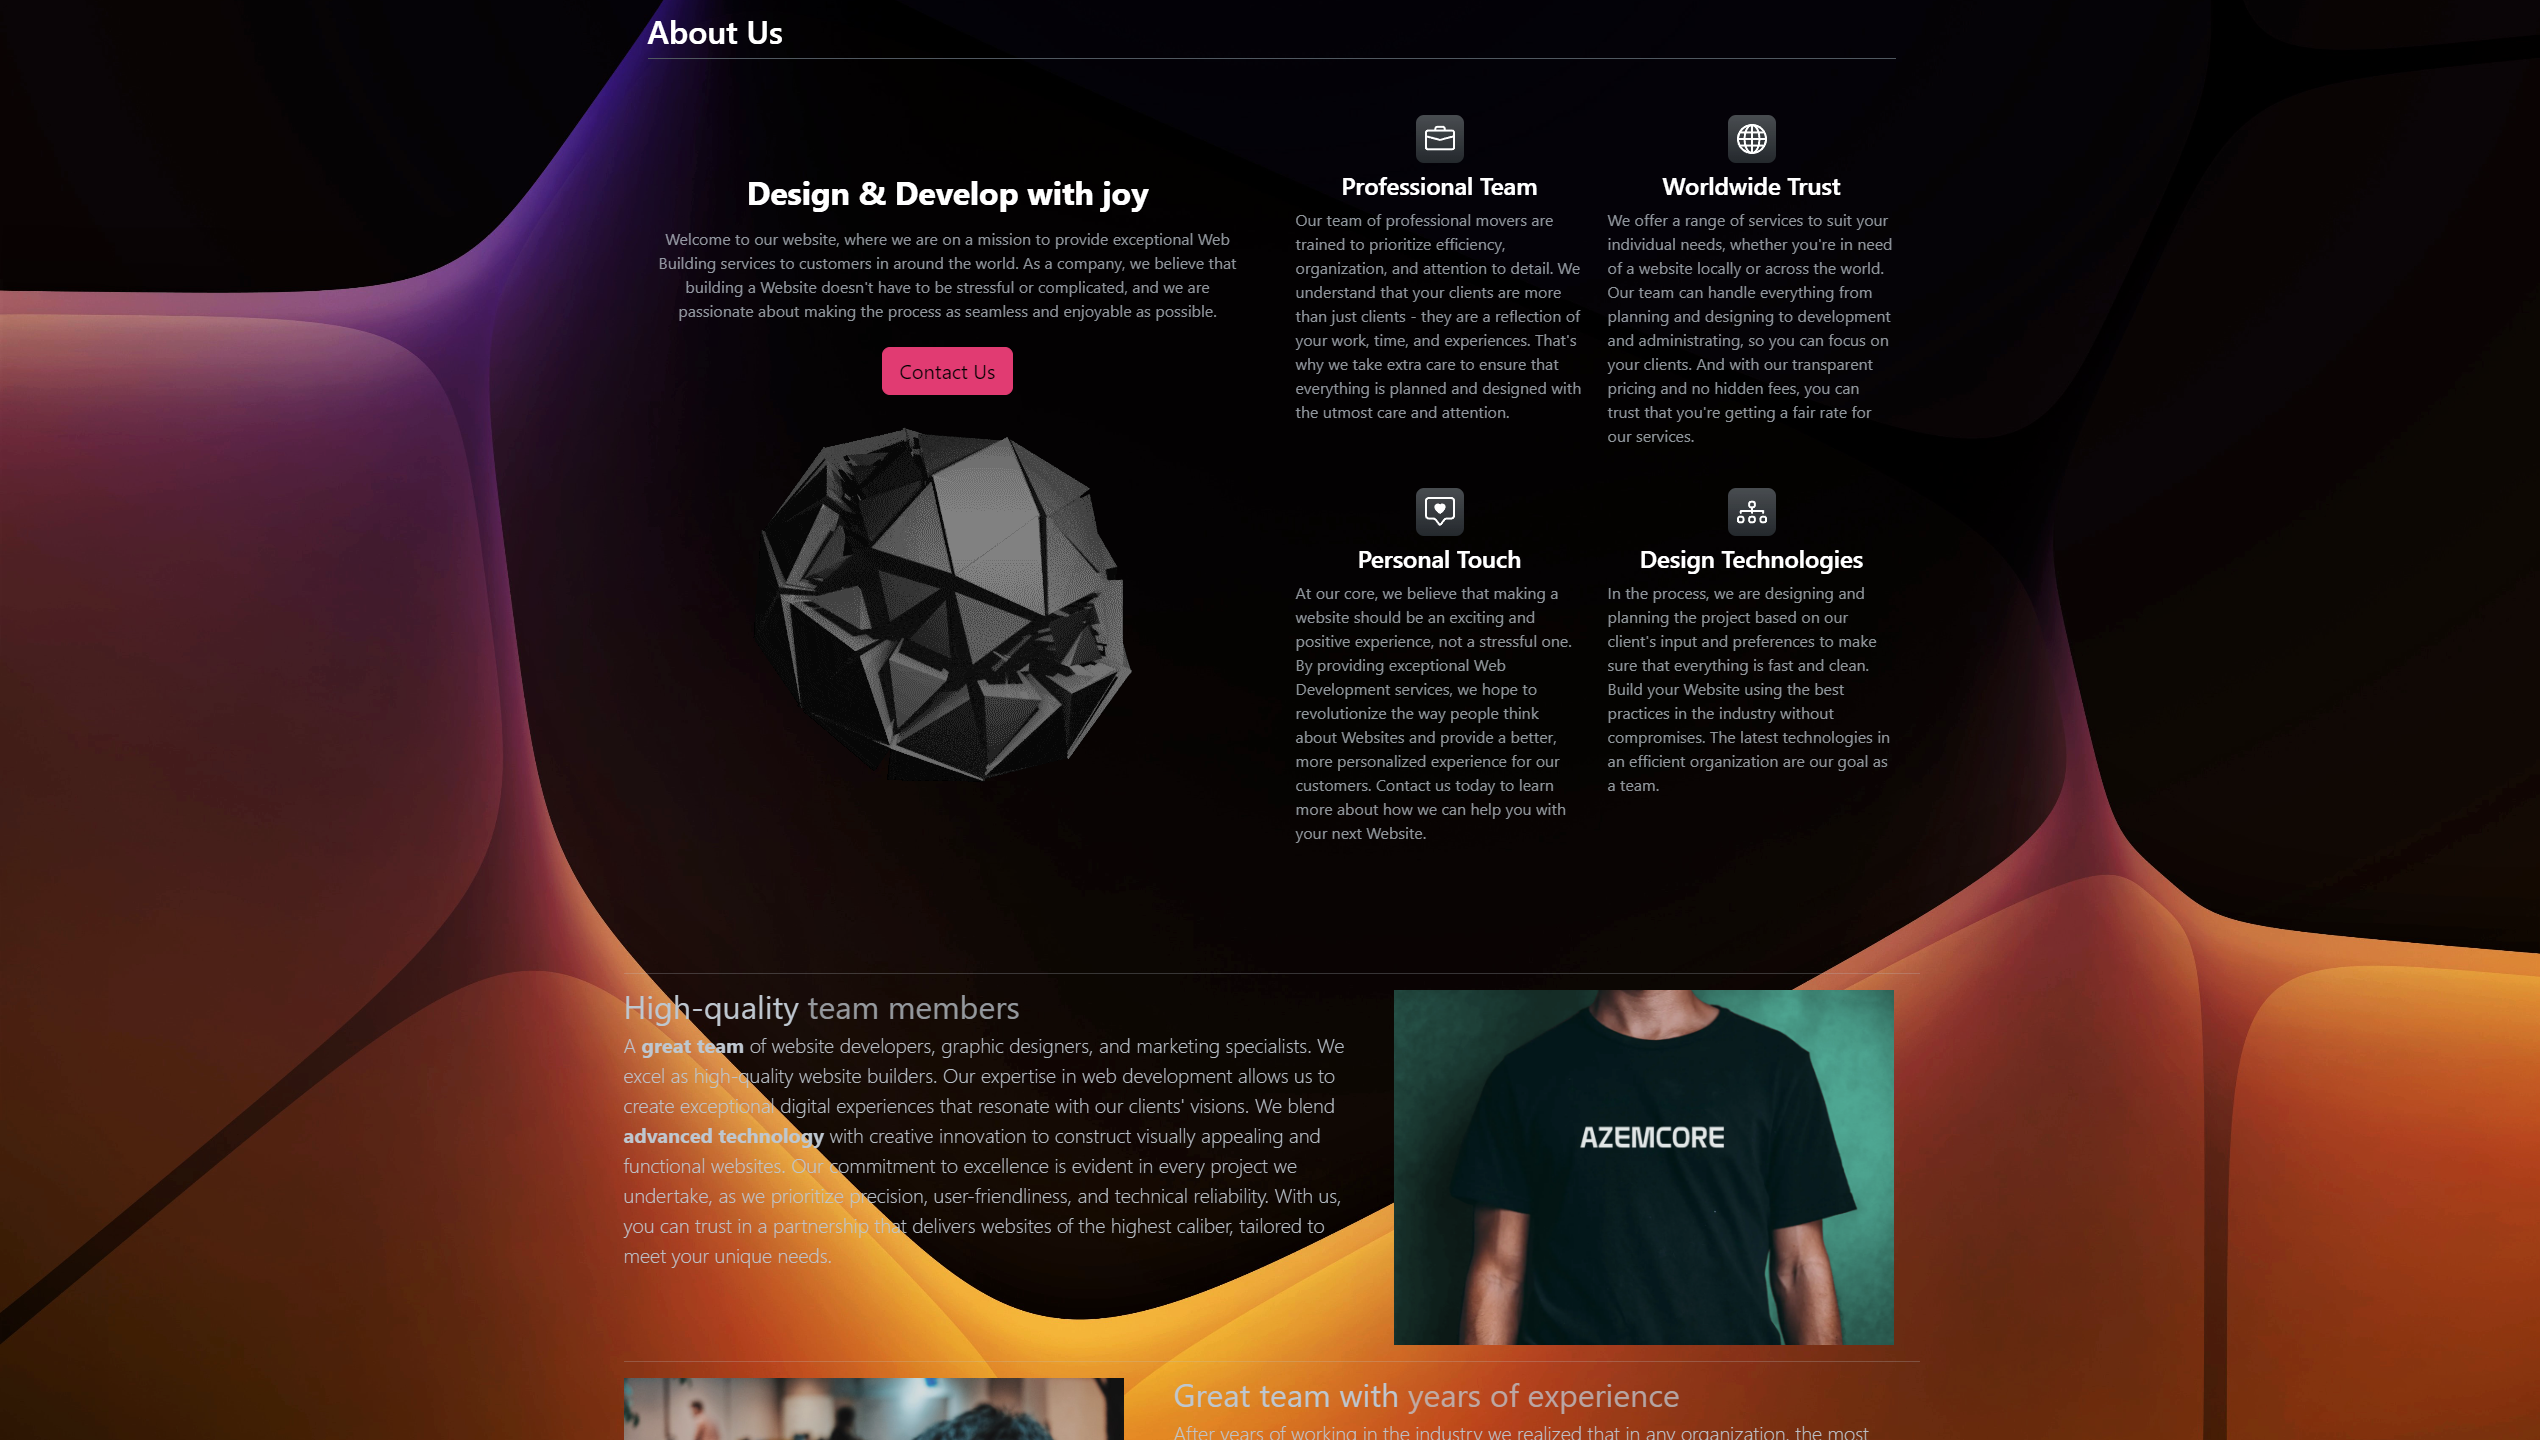 About Us
Design & Develop with joy
Welcome to our website, where we are on a mission to provide exceptional Web
Building services to customers in around the world. As a company, we believe that
building a Website doesn't have to be stressful or complicated, and we are
passionate about making the process as seamless and enjoyable as possible.
Contact Us
Professional Team
Our team of professional movers are
trained to prioritize efficiency,
organization, and attention to detail. We
understand that your clients are more
than just clients - they are a reflection of
your work, time, and experiences. That's
why we take extra care to ensure that
everything is planned and designed with
the utmost care and attention.
Worldwide Trust
We offer a range of services to suit your
individual needs, whether you're in need
of a website locally or across the world.
Our team can handle everything from
planning and designing to development
and administrating, so you can focus on
your clients. And with our transparent
pricing and no hidden fees, you can
trust that you're getting a fair rate for
our services.
Personal Touch
At our core, we believe that making a
website should be an exciting and
positive experience, not a stressful one.
By providing exceptional Web
Development services, we hope to
revolutionize the way people think
about Websites and provide a better,
more personalized experience for our
customers. Contact us today to learn
more about how we can help you with
your next Website.
Design Technologies
In the process, we are designing and
planning the project based on our
client's input and preferences to make
sure that everything is fast and clean.
Build your Website using the best
practices in the industry without
compromises. The latest technologies in
an efficient organization are our goal as
a team.
High-quality team members
A great team of website developers, graphic designers, and marketing specialists. We
excel as high-quality website builders. Our expertise in web development allows us to
create exceptional digital experiences that resonate with our clients' visions. We blend
advanced technology with creative innovation to construct visually appealing and
functional websites. Our commitment to excellence is evident in every project we
undertake, as we prioritize precision, user-friendliness, and technical reliability. With us,
you can trust in a partnership that delivers websites of the highest caliber, tailored to
meet your unique needs.
AZEMCORE
Great team with years of experience
After years of working in the industry we realized that in any organization, the most